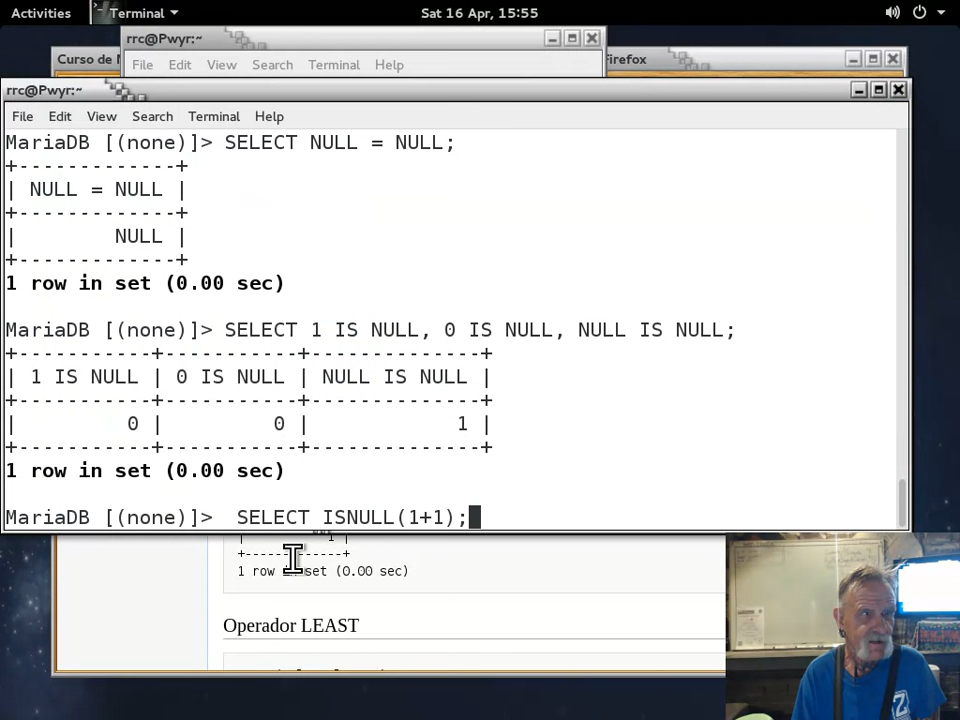 Activities Terminal Sat 16 Apr, 15:55
rrc@Pwyr:~
File Edit View Search Terminal Help
Curso de Firefox
rrc@Pwyr:~
File Edit View Search Terminal Help
MariaDB [(none)]> SELECT NULL = NULL;
+-------------+
| NULL = NULL |
+-------------+
|        NULL |
+-------------+
1 row in set (0.00 sec)
MariaDB [(none)]> SELECT 1 IS NULL, 0 IS NULL, NULL IS NULL;
+-----------+-----------+--------------+
| 1 IS NULL | 0 IS NULL | NULL IS NULL |
+-----------+-----------+--------------+
|         0 |         0 |            1 |
+-----------+-----------+--------------+
1 row in set (0.00 sec)
MariaDB [(none)]>  SELECT ISNULL(1+1);
| 1 |
+-------------+
1 row in set (0.00 sec)
Operador LEAST